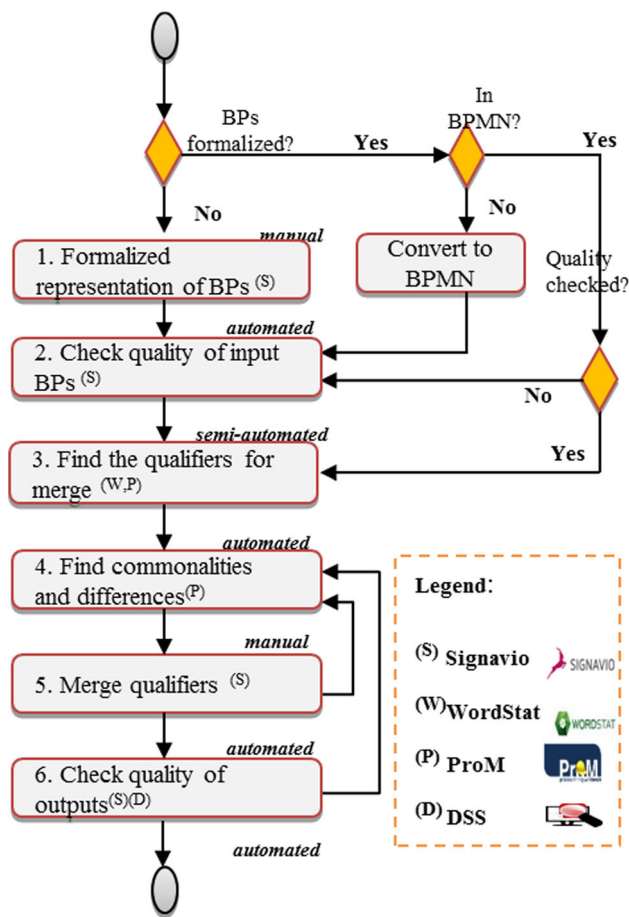 In
BPMN?
BPs
formalized?
Yes
Yes
No
No
manual
1. Formalized
representation of BPs (S)
Convert to
BPMN
Quality
checked?
automated
2. Check quality of input
BPs (S)
No
semi-automated
Yes
3. Find the qualifiers for
merge (W,P)
automated
4. Find commonalities
and differences(P)
manual
5. Merge qualifiers (S)
automated
6. Check quality of
outputs(S)(D)
automated
Legend:
(S) Signavio
SIGNAVIO
(W)WordStat
WORDSTAT
(P) ProM
ProM
(D) DSS